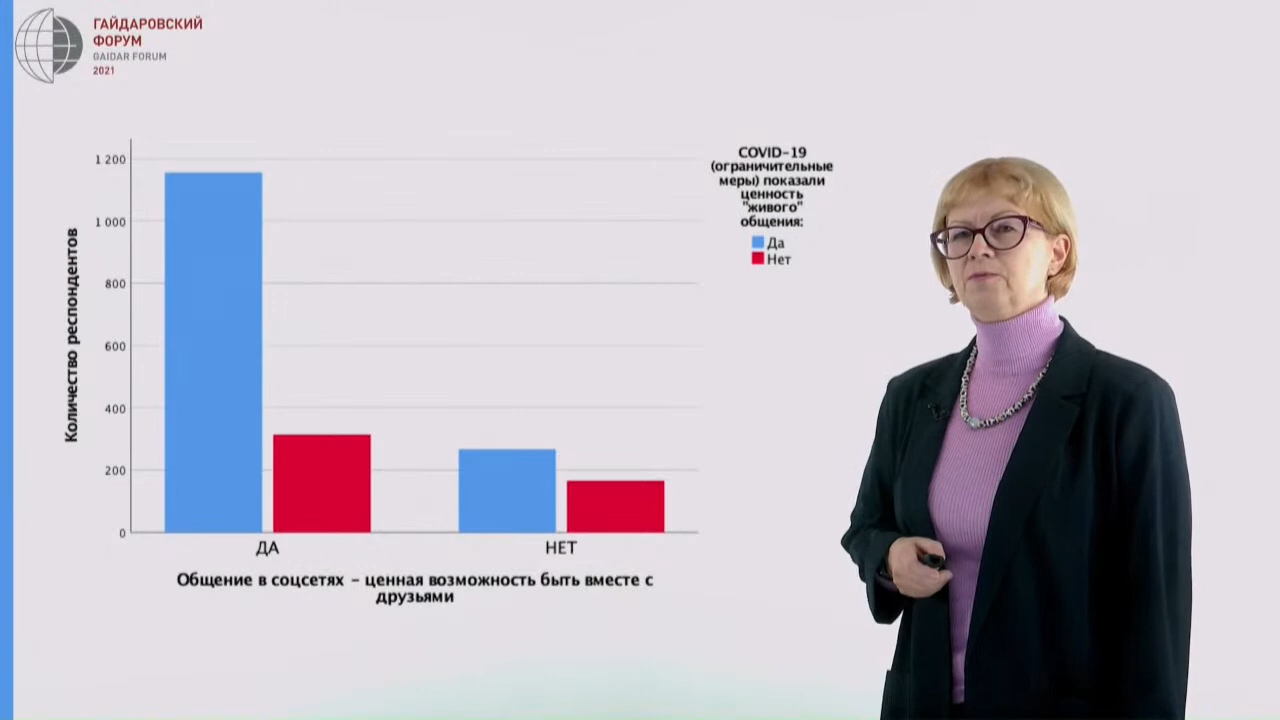 ГАЙДАРОВСКИЙ
ФОРУМ
GAIDAR FORUM
2021
COVID-19
(ограничительные
меры) показали
ценность
"живого"
общения:
Да
Нет
Количество респондентов
1 200
1 000
800
600
400
200
0
ДА
НЕТ
Общение в соцсетях - ценная возможность быть вместе с
друзьями